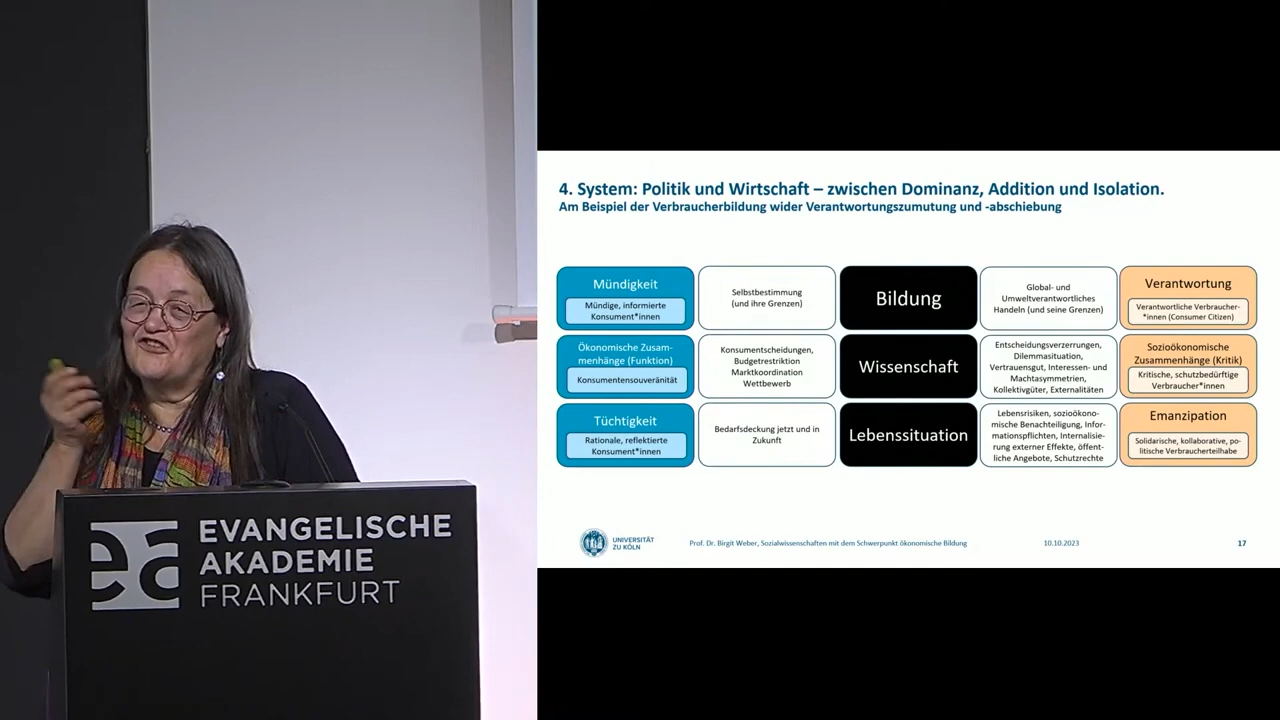 EVANGELISCHE
AKADEMIE
FRANKFURT
4. System: Politik und Wirtschaft – zwischen Dominanz, Addition und Isolation.
Am Beispiel der Verbraucherbildung wider Verantwortungszumutung und -abschiebung
Mündigkeit
Mündige, informierte
Konsument*innen
Selbstbestimmung
(und ihre Grenzen)
Bildung
Global- und
Umweltverantwortliches
Handeln (und seine Grenzen)
Verantwortung
Verantwortliche Verbraucher-
*innen (Consumer Citizen)
Ökonomische Zusam-
menhänge (Funktion)
Konsumentensouveränität
Konsumentscheidungen,
Budgetrestriktion
Marktkoordination
Wettbewerb
Wissenschaft
Entscheidungsverzerrungen,
Dilemmasituation,
Vertrauensgut, Interessen- und
Machtasymmetrien,
Kollektivgüter, Externalitäten
Sozioökonomische
Zusammenhänge (Kritik)
Kritische, schutzbedürftige
Verbraucher*innen
Tüchtigkeit
Rationale, reflektierte
Konsument*innen
Bedarfsdeckung jetzt und in
Zukunft
Lebenssituation
Lebensrisiken, sozioökono-
mische Benachteiligung, Infor-
mationspflichten, Internalisie-
rung externer Effekte, öffent-
liche Angebote, Schutzrechte
Emanzipation
Solidarische, kollaborative, po-
litische Verbraucherteilhabe
UNIVERSITÄT
ZU KÖLN
Prof. Dr. Birgit Weber, Sozialwissenschaften mit dem Schwerpunkt ökonomische Bildung
10.10.2023
17